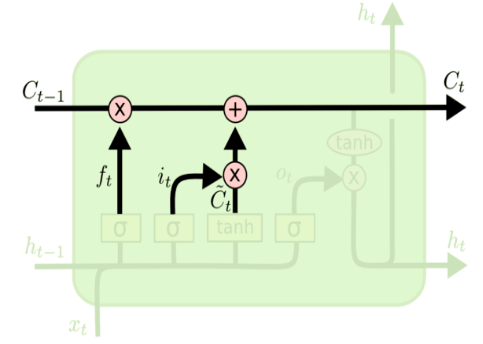 h_t
C_{t-1} × + C_t
tanh
f_t i_t × o_t ×
C̃_t
σ σ tanh σ
h_{t-1} h_t
x_t